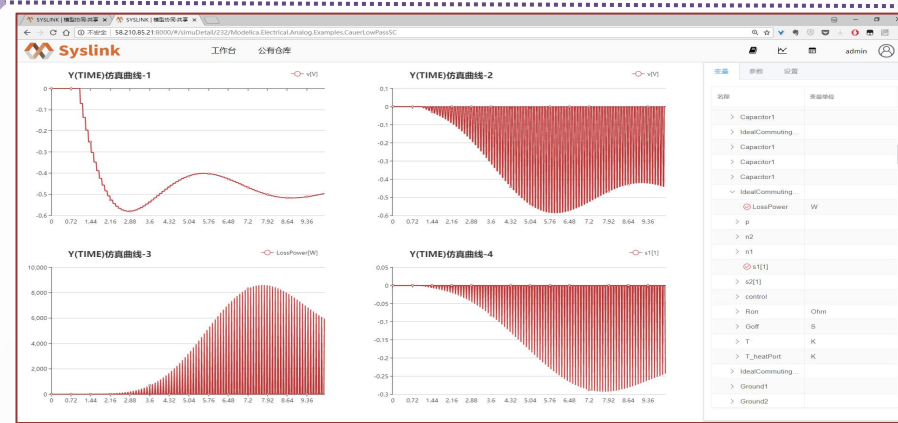 SYSLINK | 模型协同共享 × SYSLINK | 模型协同共享 ×
不安全 | 58.210.85.21:8000/#/simuDetail/232/Modelica.Electrical.Analog.Examples.CauerLowPassSC
Syslink 工作台 公有仓库 admin
变量 参数 设置
名称 变量单位
Y(TIME)仿真曲线-1 v[V]
0
-0.1
-0.2
-0.3
-0.4
-0.5
-0.6
0 0.72 1.44 2.16 2.88 3.6 4.32 5.04 5.76 6.48 7.2 7.92 8.64 9.36
Y(TIME)仿真曲线-2 v[V]
0.1
0
-0.1
-0.2
-0.3
-0.4
-0.5
-0.6
0 0.72 1.44 2.16 2.88 3.6 4.32 5.04 5.76 6.48 7.2 7.92 8.64 9.36
Y(TIME)仿真曲线-3 LossPower[W]
10,000
8,000
6,000
4,000
2,000
0
0 0.72 1.44 2.16 2.88 3.6 4.32 5.04 5.76 6.48 7.2 7.92 8.64 9.36
Y(TIME)仿真曲线-4 s1[1]
0.05
0
-0.05
-0.1
-0.15
-0.2
-0.25
-0.3
0 0.72 1.44 2.16 2.88 3.6 4.32 5.04 5.76 6.48 7.2 7.92 8.64 9.36
> Capacitor1
> IdealCommuting...
> Capacitor1
> Capacitor1
> Capacitor1
IdealCommuting...
LossPower W
> p
> n2
> n1
s1[1]
> s2[1]
> control
> Ron Ohm
> Goff S
> T K
> T_heatPort K
> IdealCommuting...
> Ground1
> Ground2